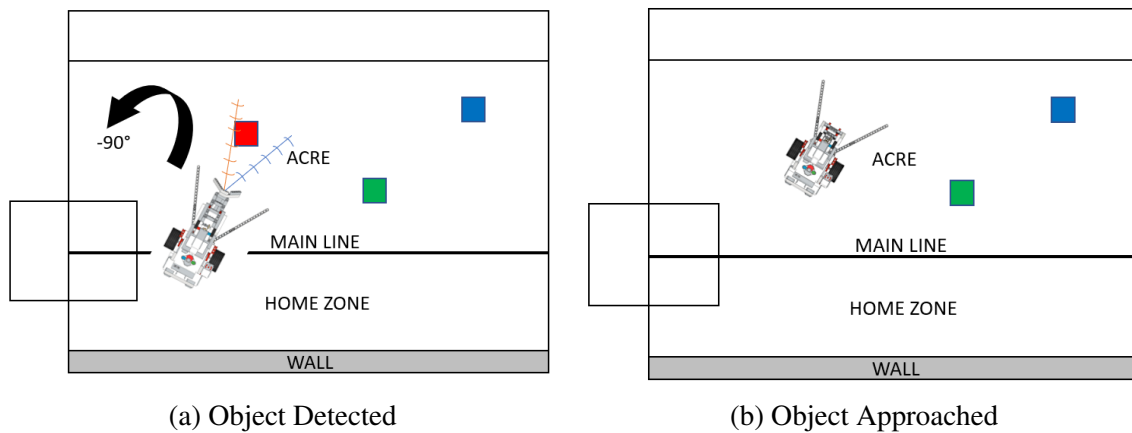 -90°
ACRE
MAIN LINE
HOME ZONE
WALL
(a) Object Detected
ACRE
MAIN LINE
HOME ZONE
WALL
(b) Object Approached